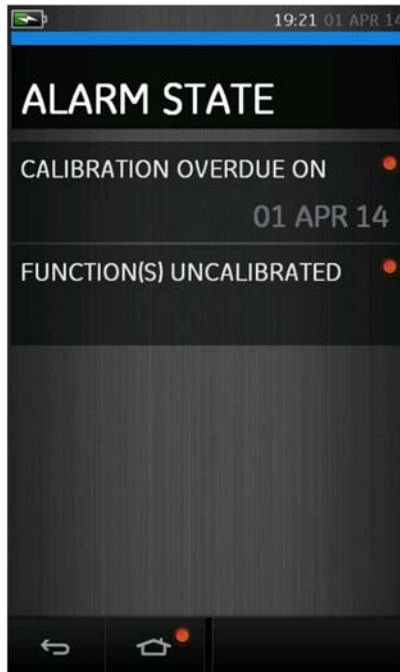 19:21 01 APR 14
ALARM STATE
CALIBRATION OVERDUE ON
01 APR 14
FUNCTION(S) UNCALIBRATED